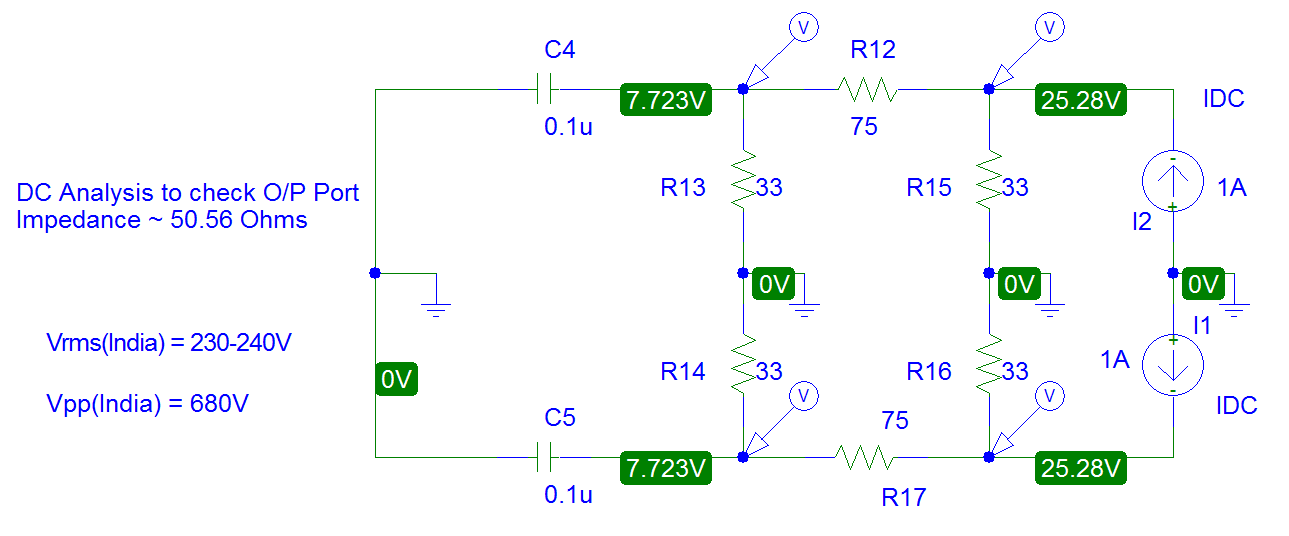 V
V
C4
R12
7.723V
25.28V
IDC
0.1u
75
DC Analysis to check O/P Port
Impedance ~ 50.56 Ohms
R13
33
R15
33
-
1A
+
I2
0V
0V
0V
I1
Vrms(India) = 230-240V
+
1A
R14
33
R16
33
-
0V
V
V
Vpp(India) = 680V
IDC
C5
75
7.723V
25.28V
0.1u
R17